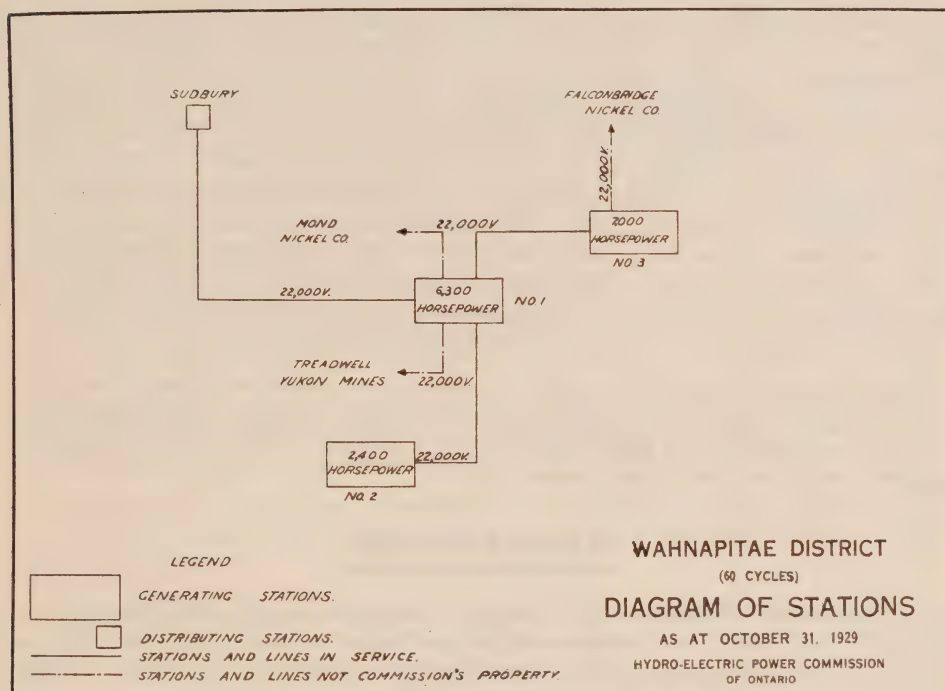 SUDBURY
FALCONBRIDGE
NICKEL CO.
22,000V.
7,000
HORSEPOWER
NO. 3
MOND
NICKEL CO.
22,000V
6,300
HORSEPOWER
NO. 1
22,000V.
TREADWELL
YUKON MINES
22,000V.
2,400
HORSEPOWER
22,000V.
NO. 2
LEGEND
GENERATING STATIONS.
DISTRIBUTING STATIONS.
STATIONS AND LINES IN SERVICE.
STATIONS AND LINES NOT COMMISSION'S PROPERTY.
WAHNAPITAE DISTRICT
(60 CYCLES)
DIAGRAM OF STATIONS
AS AT OCTOBER 31, 1929
HYDRO-ELECTRIC POWER COMMISSION
OF ONTARIO